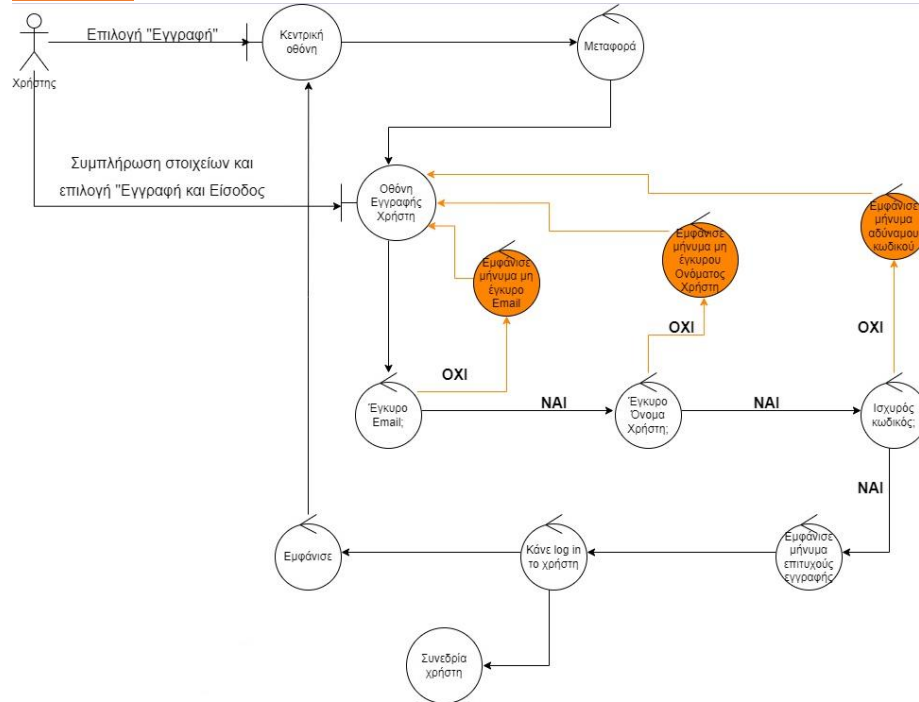 Επιλογή "Εγγραφή"
Κεντρική
οθόνη
Μεταφορά
Χρήστης
Συμπλήρωση στοιχείων και
επιλογή "Εγγραφή και Είσοδος
Οθόνη
Εγγραφής
Χρήστη
Εμφάνισε
μήνυμα μη
έγκυρο
Email
Εμφάνισε
μήνυμα μη
έγκυρου
Ονόματος
Χρήστη
Εμφάνισε
μήνυμα
αδύναμου
κωδικού
ΟΧΙ
ΟΧΙ
ΟΧΙ
Έγκυρο
Email;
ΝΑΙ
Έγκυρο
Όνομα
Χρήστη;
ΝΑΙ
Ισχυρός
κωδικός;
ΝΑΙ
Εμφάνισε
Κάνε log in
το χρήστη
Εμφάνισε
μήνυμα
επιτυχούς
εγγραφής
Συνεδρία
χρήστη